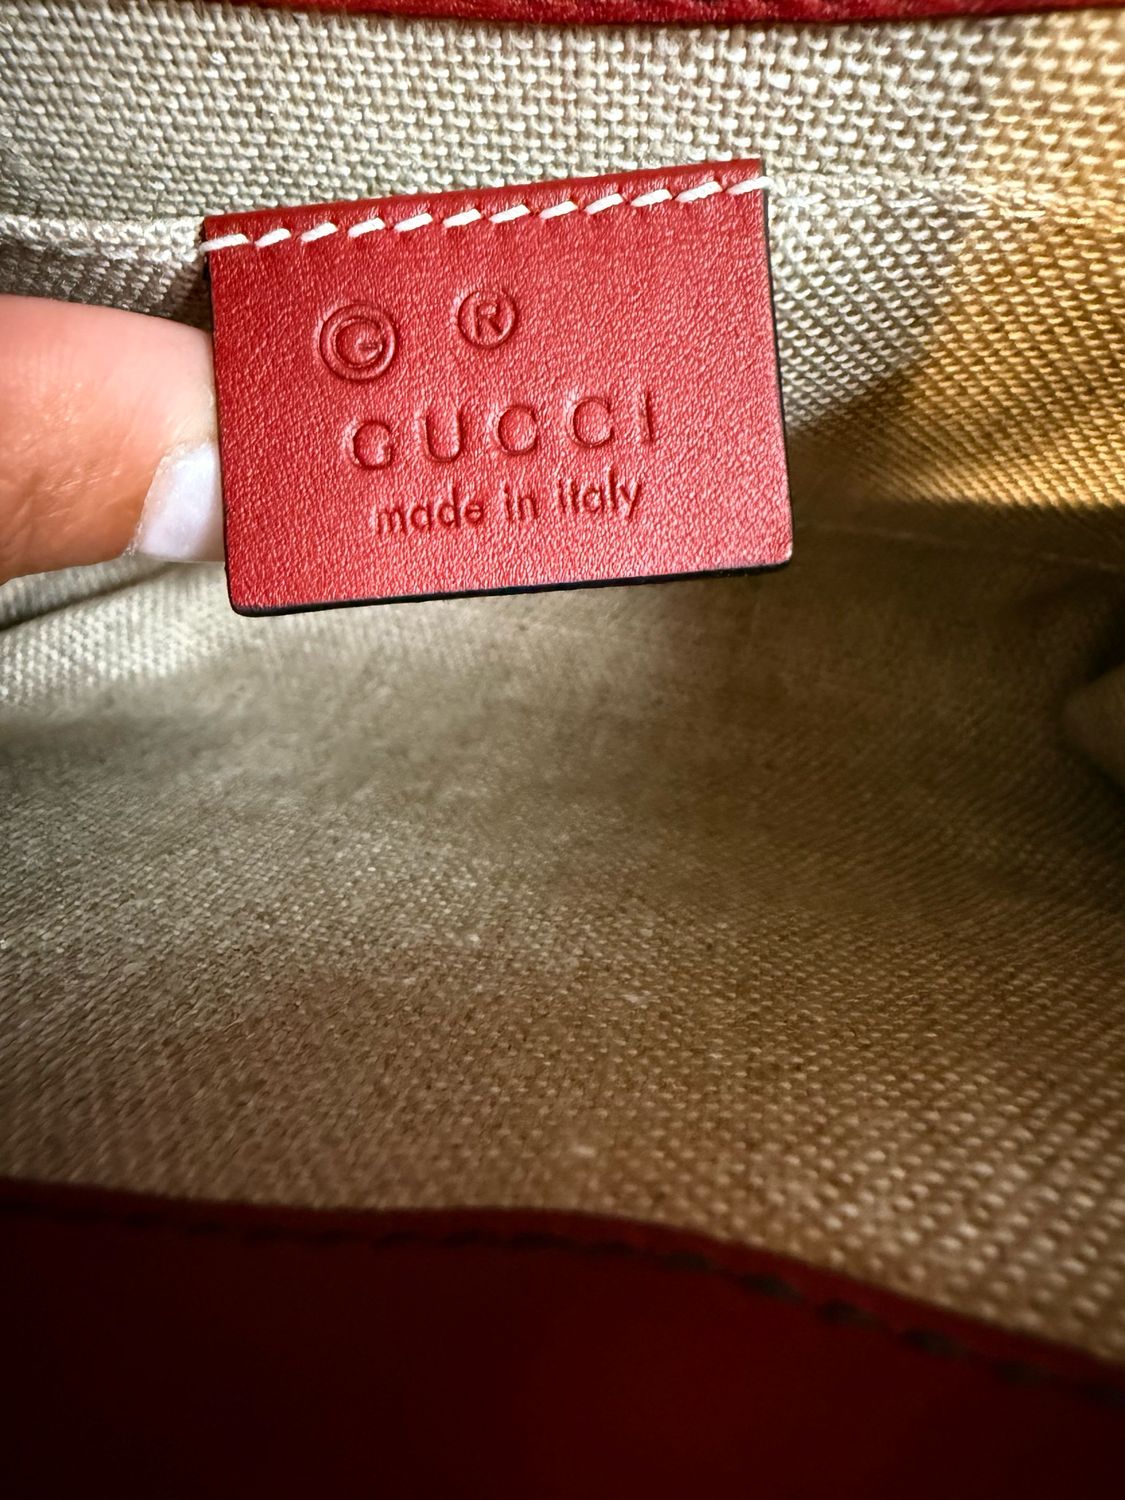 Ⓖ ®
GUCCI
made in italy